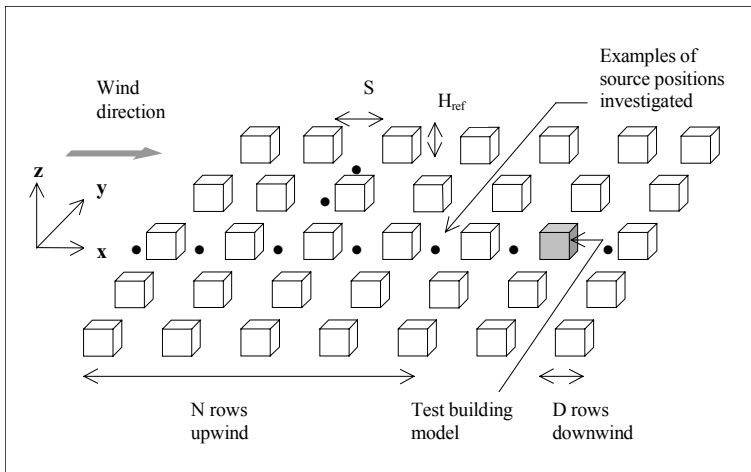 Examples of
source positions
investigated
Wind
direction
S
H_ref
z
y
x
N rows
upwind
Test building
model
D rows
downwind